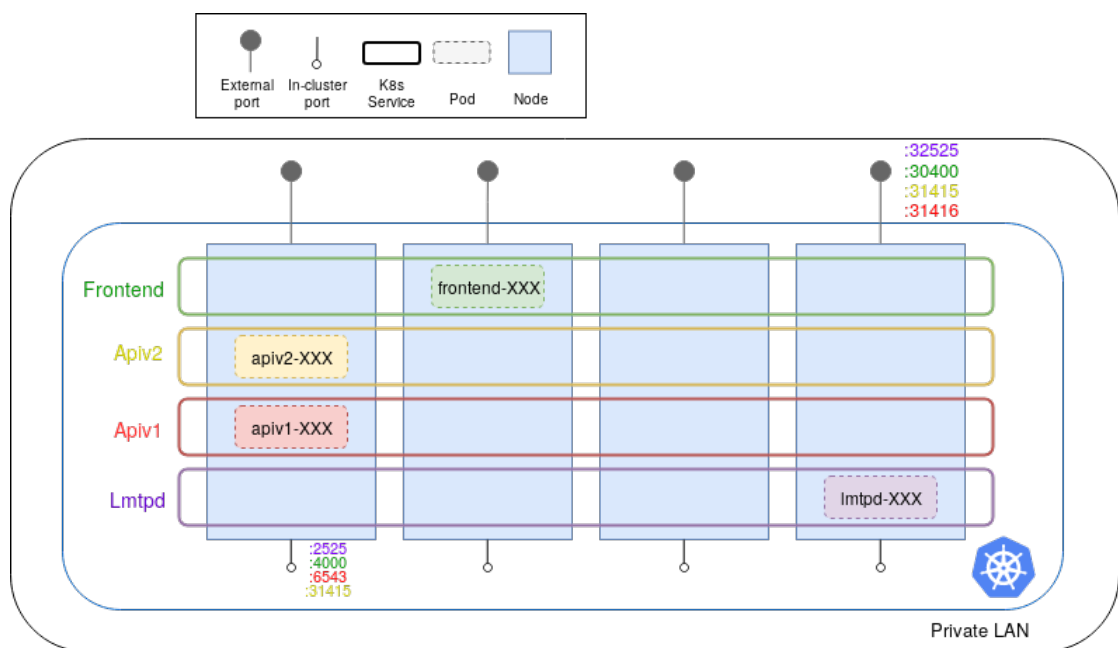 External
port
In-cluster
port
K8s
Service
Pod
Node
:32525
:30400
:31415
:31416
Frontend
frontend-XXX
Apiv2
apiv2-XXX
Apiv1
apiv1-XXX
Lmtpd
lmtpd-XXX
:2525
:4000
:6543
:31415
Private LAN